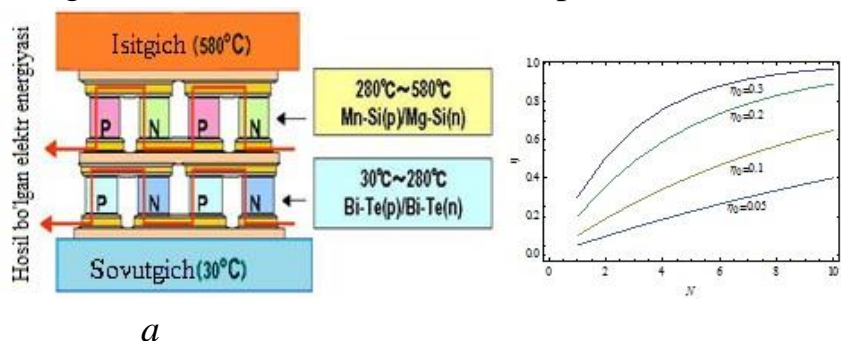 Isitgich (580°C)
280℃~580℃
Mn-Si(p)/Mg-Si(n)
P N P N
30℃~280℃
Bi-Te(p)/Bi-Te(n)
P N P N
Sovutgich(30°C)
Hosil bo'lgan elektr energiyasi
a
1.0
0.8
0.6
0.4
0.2
0.0
η
η₀=0.3
η₀=0.2
η₀=0.1
η₀=0.05
0 2 4 6 8 10
N